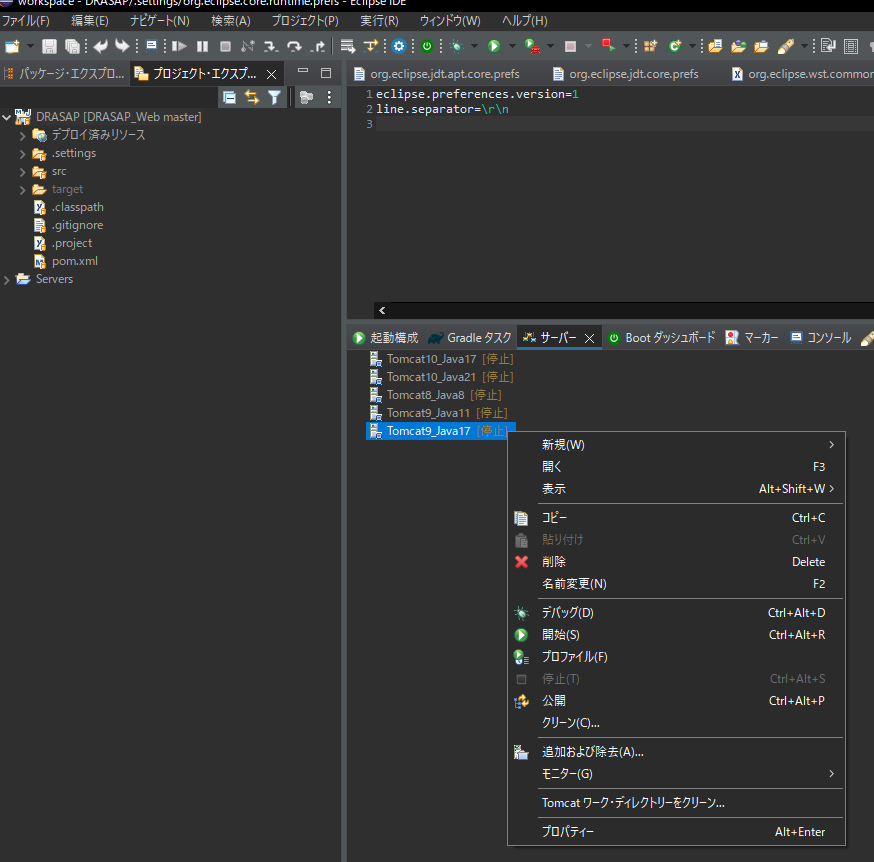 workspace - DRASAP/.settings/org.eclipse.core.runtime.prefs - Eclipse IDE
ファイル(F) 編集(E) ナビゲート(N) 検索(A) プロジェクト(P) 実行(R) ウィンドウ(W) ヘルプ(H)
パッケージ・エクスプロ...
プロジェクト・エクスプ...
DRASAP [DRASAP_Web master]
デプロイ済みリソース
.settings
src
target
.classpath
.gitignore
.project
pom.xml
Servers
org.eclipse.jdt.apt.core.prefs
org.eclipse.jdt.core.prefs
org.eclipse.wst.common
1 eclipse.preferences.version=1
2 line.separator=\r\n
3
起動構成
Gradle タスク
サーバー
Boot ダッシュボード
マーカー
コンソール
Tomcat10_Java17 [停止]
Tomcat10_Java21 [停止]
Tomcat8_Java8 [停止]
Tomcat9_Java11 [停止]
Tomcat9_Java17 [停止]
新規(W)
開く F3
表示 Alt+Shift+W
コピー Ctrl+C
貼り付け Ctrl+V
削除 Delete
名前変更(N) F2
デバッグ(D) Ctrl+Alt+D
開始(S) Ctrl+Alt+R
プロファイル(F)
停止(T) Ctrl+Alt+S
公開 Ctrl+Alt+P
クリーン(C)...
追加および除去(A)...
モニター(G)
Tomcat ワーク・ディレクトリーをクリーン...
プロパティー Alt+Enter